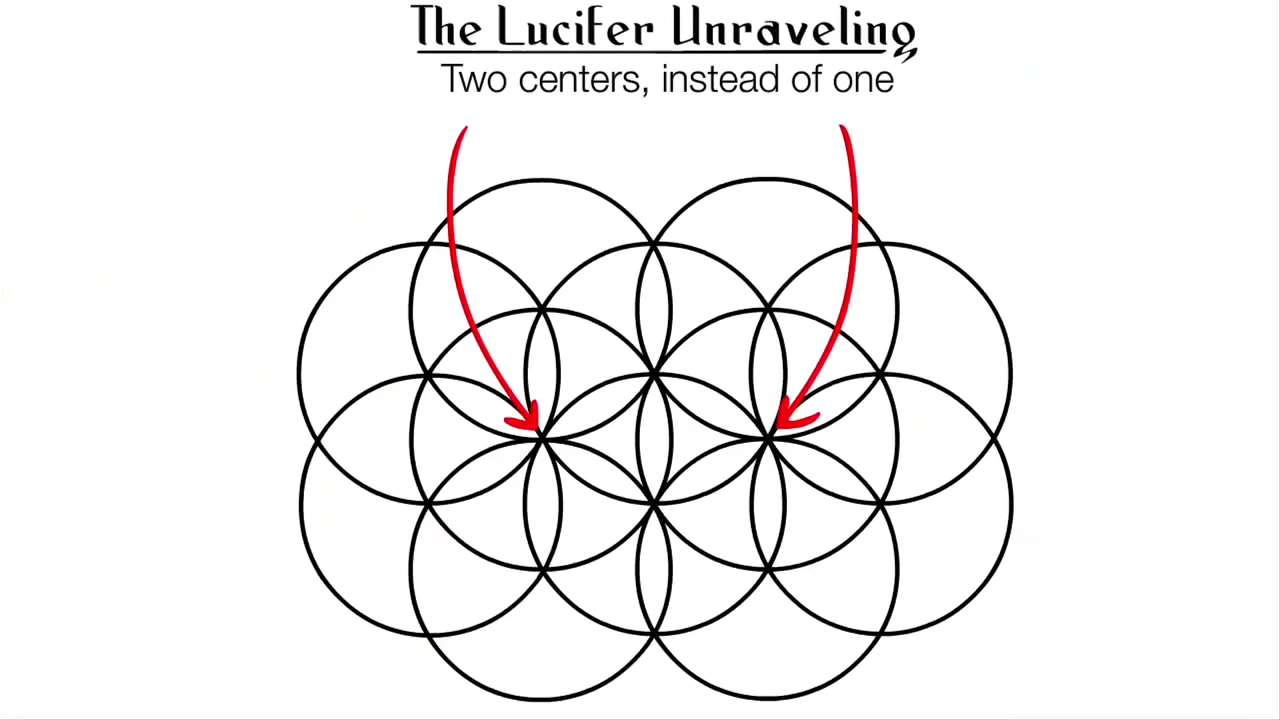 The Lucifer Unraveling
Two centers, instead of one